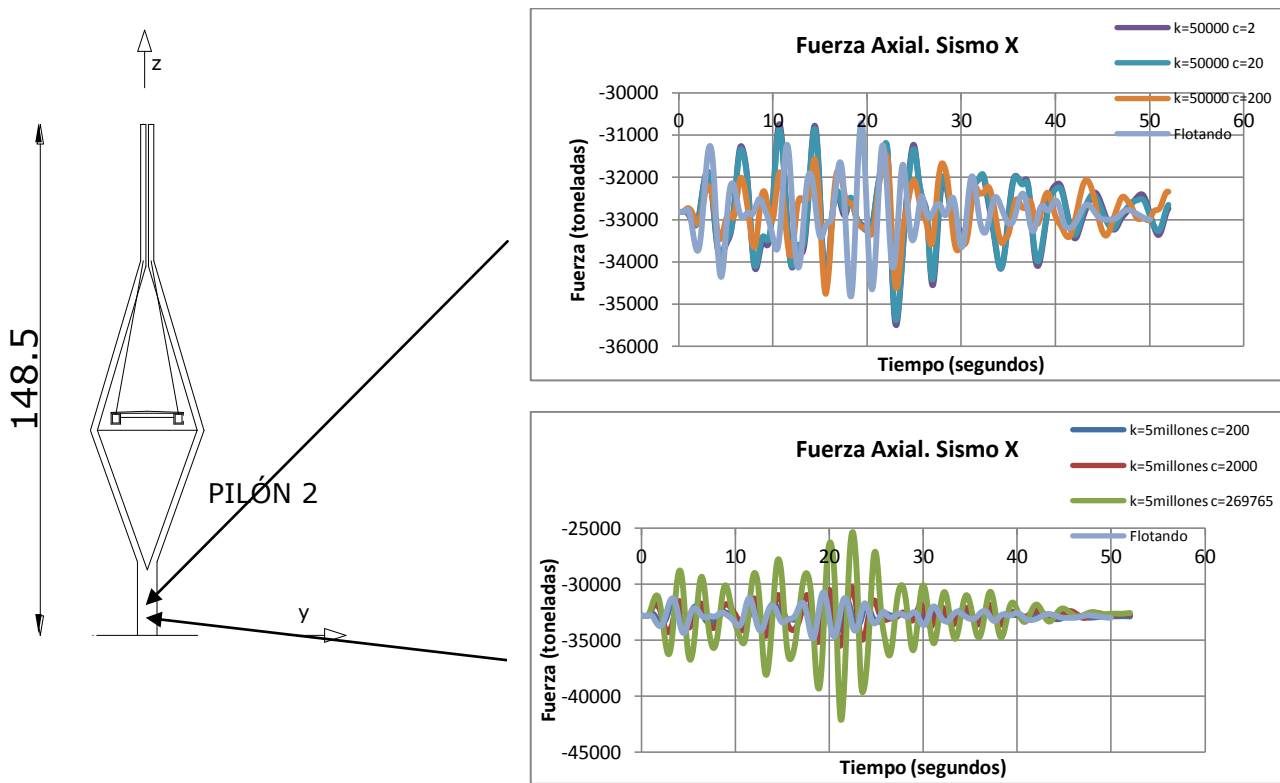 z
148.5
PILÓN 2
y
Fuerza Axial. Sismo X
k=50000 c=2
k=50000 c=20
k=50000 c=200
Flotando
Fuerza (toneladas)
-30000
-31000
-32000
-33000
-34000
-35000
-36000
0
10
20
30
40
50
60
Tiempo (segundos)
Fuerza Axial. Sismo X
k=5millones c=200
k=5millones c=2000
k=5millones c=269765
Flotando
Fuerza (toneladas)
-25000
-30000
-35000
-40000
-45000
0
10
20
30
40
50
60
Tiempo (segundos)